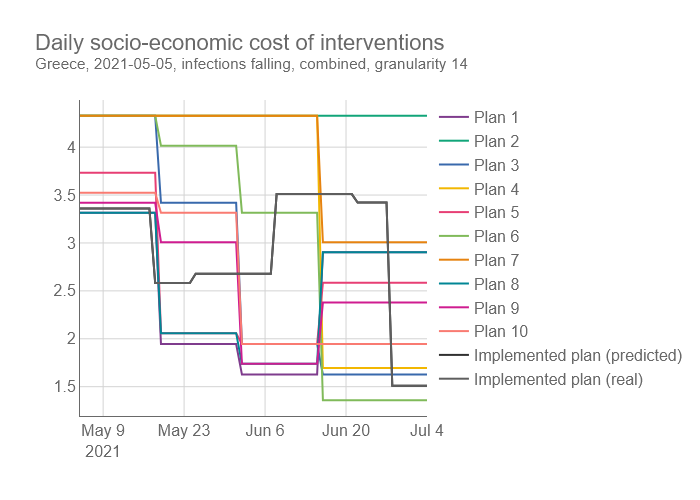 Daily socio-economic cost of interventions
Greece, 2021-05-05, infections falling, combined, granularity 14
4
3.5
3
2.5
2
1.5
May 9
2021
May 23
Jun 6
Jun 20
Jul 4
Plan 1
Plan 2
Plan 3
Plan 4
Plan 5
Plan 6
Plan 7
Plan 8
Plan 9
Plan 10
Implemented plan (predicted)
Implemented plan (real)